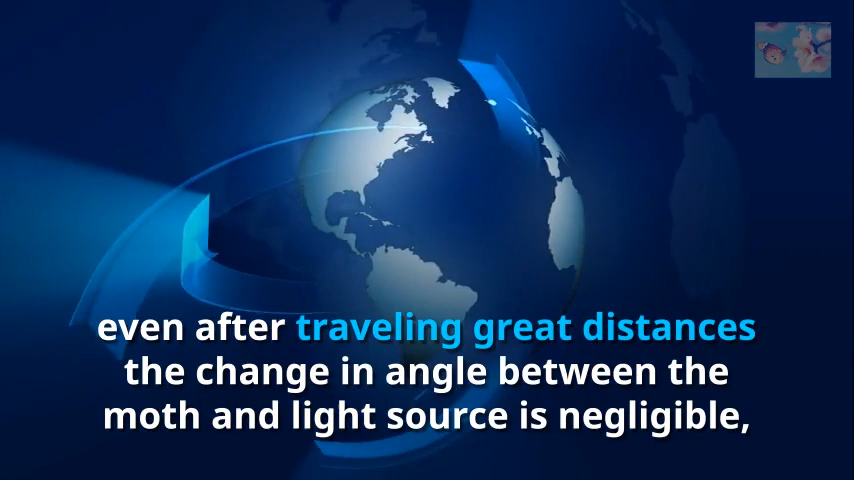 even after traveling great distances
the change in angle between the
moth and light source is negligible,